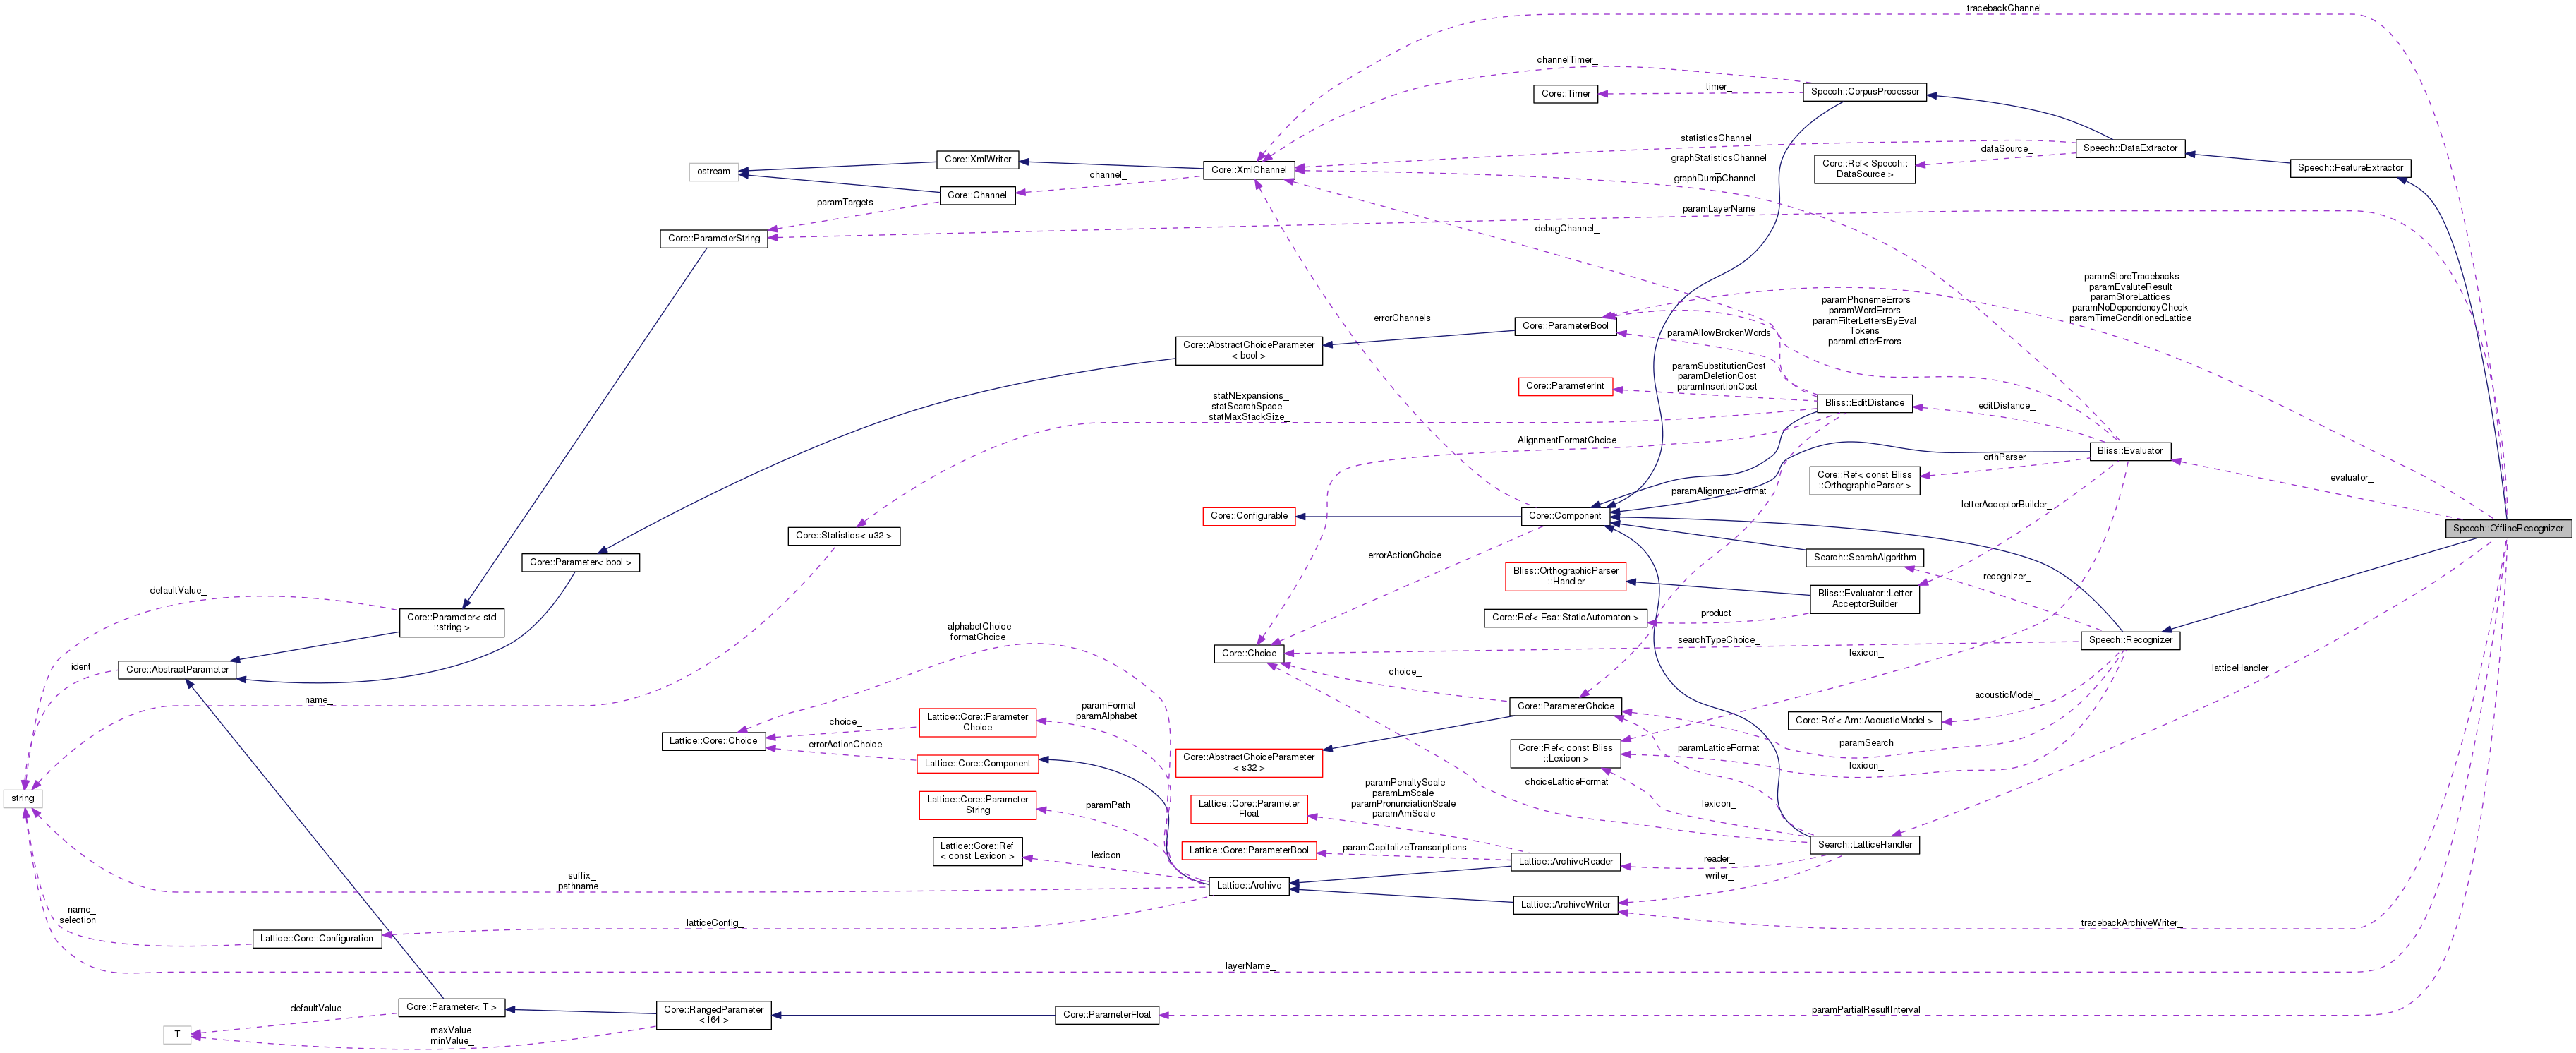 tracebackChannel_
channelTimer_
Core::Timer
timer_
Speech::CorpusProcessor
statisticsChannel_
Speech::DataExtractor
dataSource_
Core::XmlWriter
graphStatisticsChannel
_
graphDumpChannel_
Core::Ref< Speech::
DataSource >
Speech::FeatureExtractor
ostream
Core::XmlChannel
channel_
Core::Channel
paramTargets
paramLayerName
debugChannel_
Core::ParameterString
paramStoreTracebacks
paramEvaluteResult
paramStoreLattices
paramNoDependencyCheck
paramTimeConditionedLattice
paramPhonemeErrors
paramWordErrors
paramFilterLettersByEval
Tokens
paramLetterErrors
errorChannels_
Core::ParameterBool
paramAllowBrokenWords
Core::AbstractChoiceParameter
< bool >
paramSubstitutionCost
paramDeletionCost
paramInsertionCost
Core::ParameterInt
statNExpansions_
statSearchSpace_
statMaxStackSize_
Bliss::EditDistance
editDistance_
AlignmentFormatChoice
Bliss::Evaluator
orthParser_
Core::Ref< const Bliss
::OrthographicParser >
evaluator_
paramAlignmentFormat
letterAcceptorBuilder_
Core::Configurable
Core::Component
Speech::OfflineRecognizer
Core::Statistics< u32 >
errorActionChoice
Search::SearchAlgorithm
Core::Parameter< bool >
Bliss::OrthographicParser
::Handler
recognizer_
Bliss::Evaluator::Letter
AcceptorBuilder
defaultValue_
Core::Parameter< std
::string >
Core::Ref< Fsa::StaticAutomaton >
product_
alphabetChoice
formatChoice
searchTypeChoice_
Speech::Recognizer
Core::Choice
lexicon_
latticeHandler_
ident
Core::AbstractParameter
choice_
name_
paramFormat
paramAlphabet
acousticModel_
Core::ParameterChoice
Lattice::Core::Parameter
Choice
choice_
Core::Ref< Am::AcousticModel >
Lattice::Core::Choice
errorActionChoice
paramSearch
paramLatticeFormat
Core::Ref< const Bliss
::Lexicon >
Core::AbstractChoiceParameter
< s32 >
Lattice::Core::Component
lexicon_
choiceLatticeFormat
paramPenaltyScale
paramLmScale
paramPronunciationScale
paramAmScale
string
Lattice::Core::Parameter
String
paramPath
Lattice::Core::Parameter
Float
lexicon_
Lattice::Core::Ref
< const Lexicon >
lexicon_
Lattice::Core::ParameterBool
paramCapitalizeTranscriptions
Search::LatticeHandler
Lattice::ArchiveReader
reader_
suffix_
pathname_
Lattice::Archive
writer_
name_
selection_
Lattice::ArchiveWriter
latticeConfig_
tracebackArchiveWriter_
Lattice::Core::Configuration
layerName_
defaultValue_
Core::Parameter< T >
Core::RangedParameter
< f64 >
Core::ParameterFloat
paramPartialResultInterval
T
maxValue_
minValue_